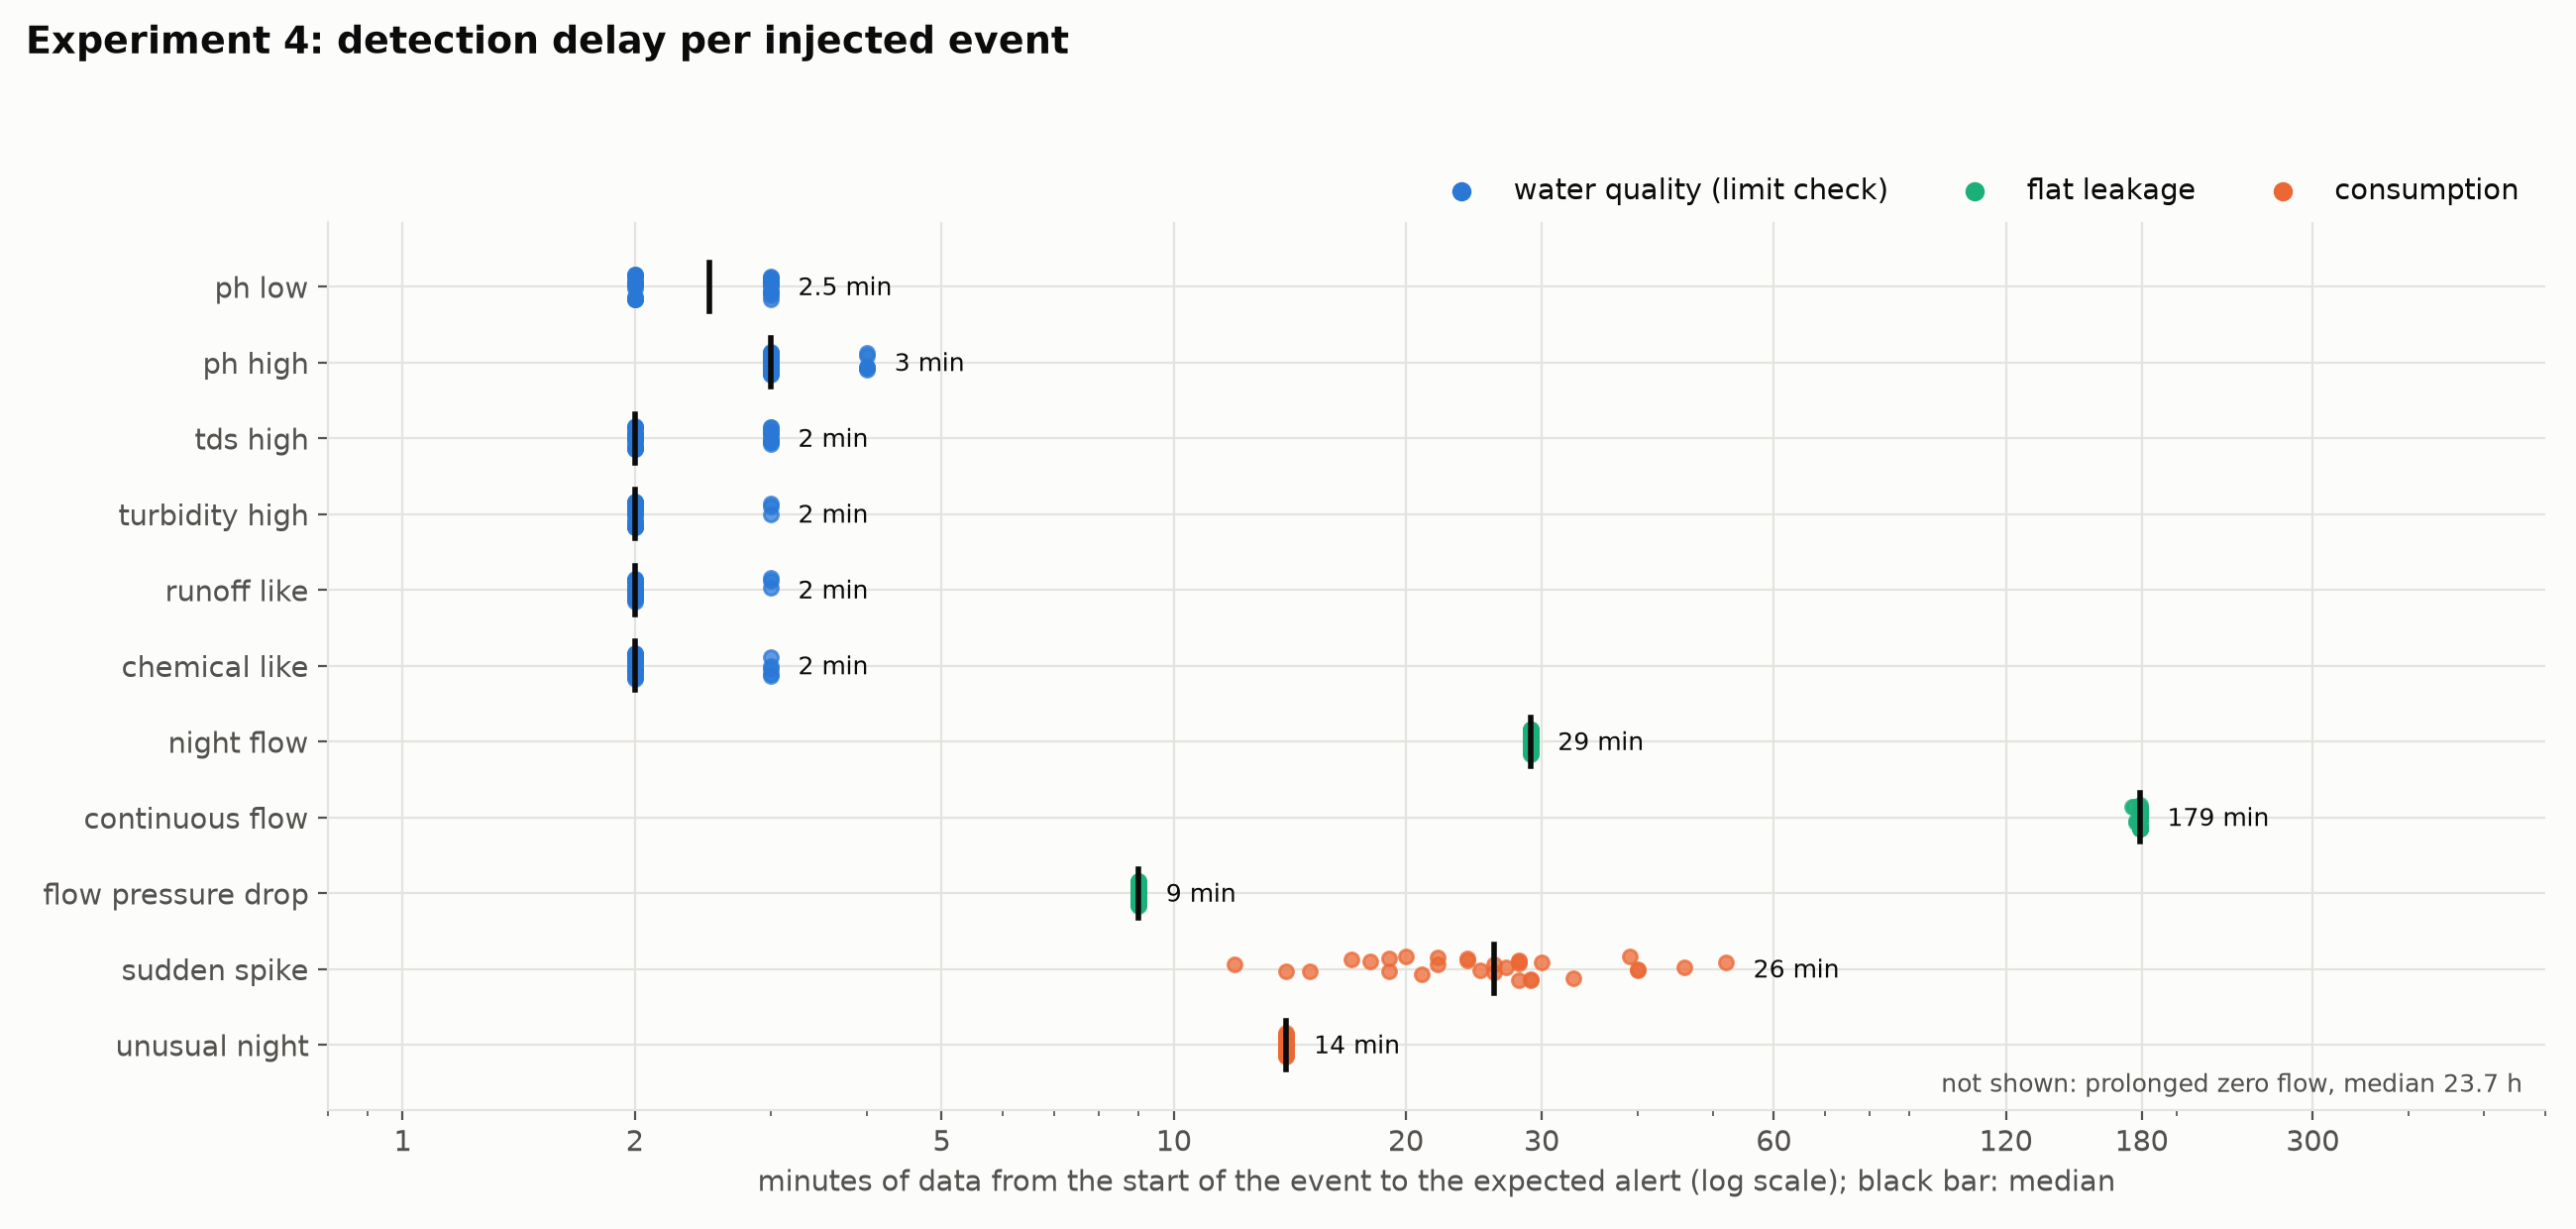 Experiment 4: detection delay per injected event
water quality (limit check) flat leakage consumption
ph low 2.5 min
ph high 3 min
tds high 2 min
turbidity high 2 min
runoff like 2 min
chemical like 2 min
night flow 29 min
continuous flow 179 min
flow pressure drop 9 min
sudden spike 26 min
unusual night 14 min
not shown: prolonged zero flow, median 23.7 h
1 2 5 10 20 30 60 120 180 300
minutes of data from the start of the event to the expected alert (log scale); black bar: median